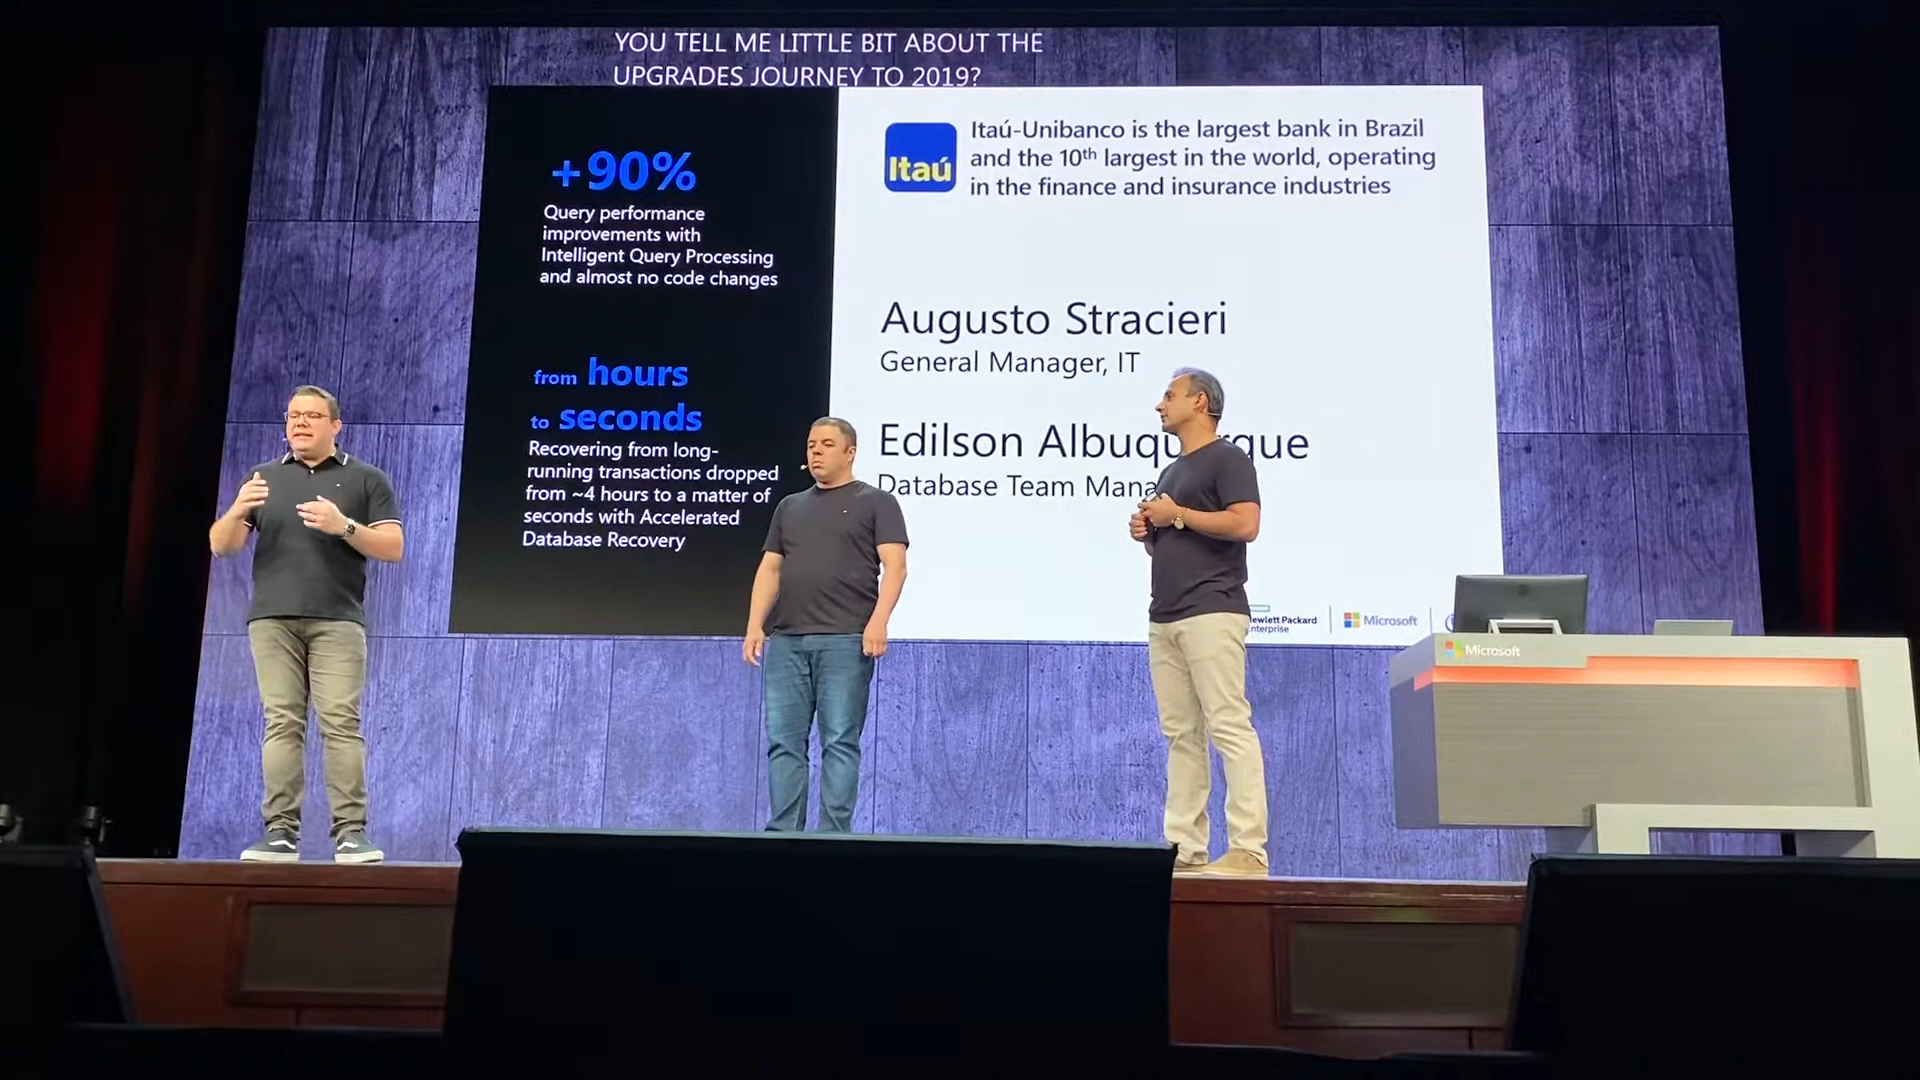 YOU TELL ME LITTLE BIT ABOUT THE
UPGRADES JOURNEY TO 2019?
+90%
Query performance
improvements with
Intelligent Query Processing
and almost no code changes
from hours
to seconds
Recovering from long-
running transactions dropped
from ~4 hours to a matter of
seconds with Accelerated
Database Recovery
Itaú
Itaú-Unibanco is the largest bank in Brazil
and the 10th largest in the world, operating
in the finance and insurance industries
Augusto Stracieri
General Manager, IT
Edilson
Database Team
Packard
Microsoft
Microsoft